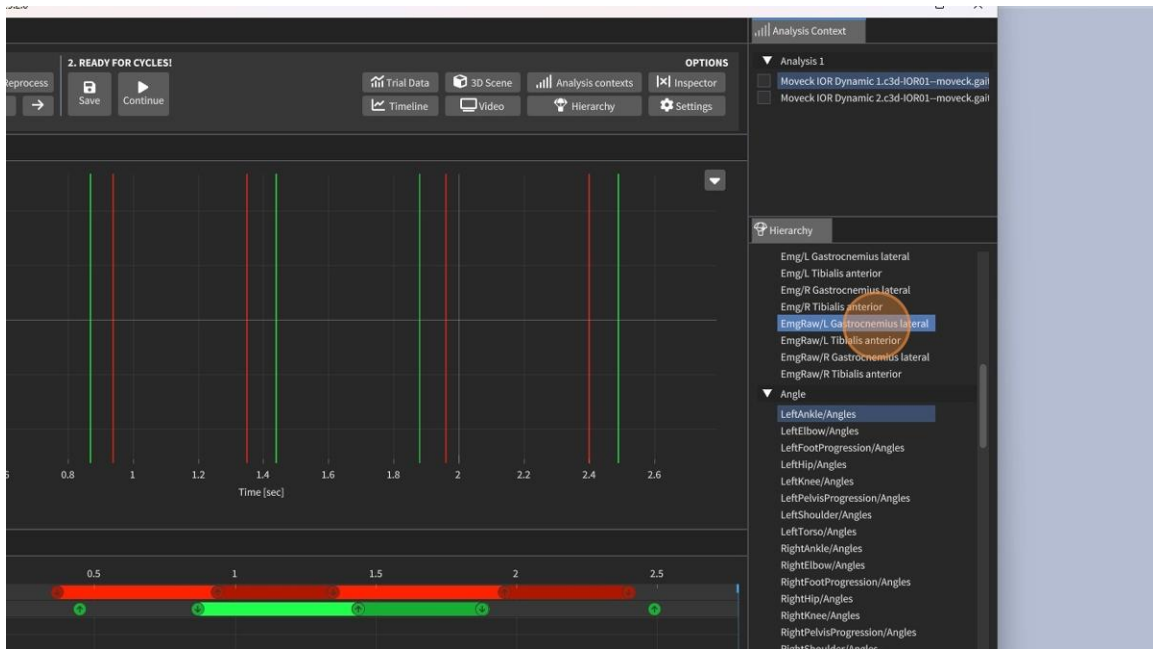 Analysis Context
2. READY FOR CYCLES!
OPTIONS
Reprocess
Save
Continue
Trial Data
3D Scene
Analysis contexts
Inspector
Timeline
Video
Hierarchy
Settings
Analysis 1
Moveck IOR Dynamic 1.c3d-IOR01--moveck.gait
Moveck IOR Dynamic 2.c3d-IOR01--moveck.gait
Hierarchy
Emg/L Gastrocnemius lateral
Emg/L Tibialis anterior
Emg/R Gastrocnemius lateral
Emg/R Tibialis anterior
EmgRaw/L Gastrocnemius lateral
EmgRaw/L Tibialis anterior
EmgRaw/R Gastrocnemius lateral
EmgRaw/R Tibialis anterior
Angle
LeftAnkle/Angles
LeftElbow/Angles
LeftFootProgression/Angles
LeftHip/Angles
LeftKnee/Angles
LeftPelvisProgression/Angles
LeftShoulder/Angles
LeftTorso/Angles
RightAnkle/Angles
RightElbow/Angles
RightFootProgression/Angles
RightHip/Angles
RightKnee/Angles
RightPelvisProgression/Angles
RightShoulder/Angles
0.8 1 1.2 1.4 1.6 1.8 2 2.2 2.4 2.6
Time [sec]
0.5 1 1.5 2 2.5